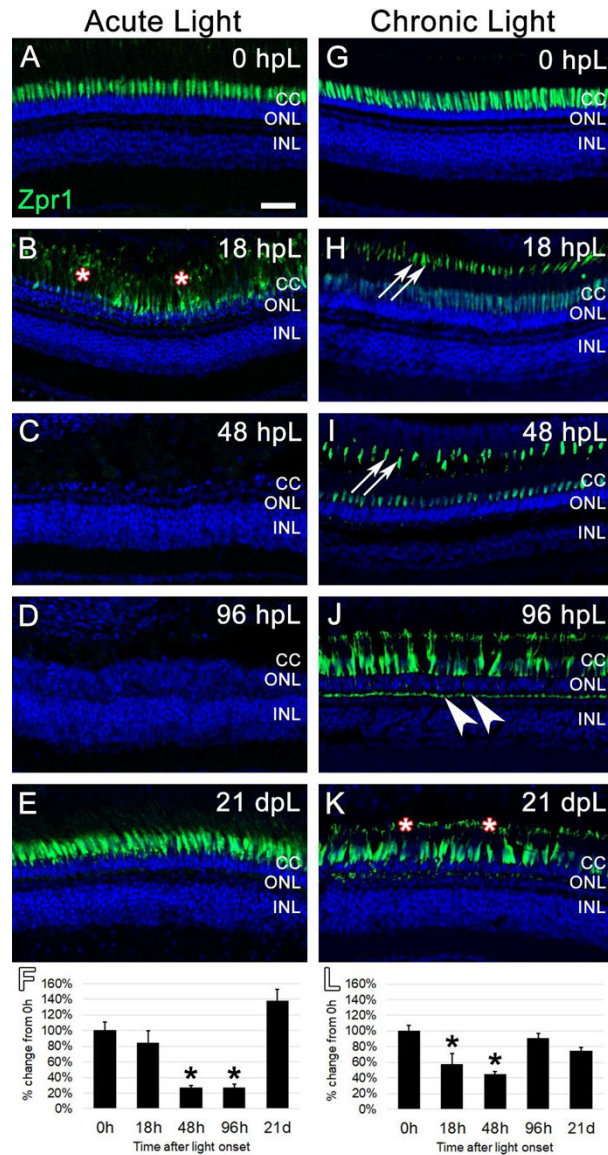 Acute Light
Chronic Light
A
0 hpL
CC
ONL
INL
Zpr1
G
0 hpL
CC
ONL
INL
B
18 hpL
*
*
CC
ONL
INL
H
18 hpL
CC
ONL
INL
C
48 hpL
CC
ONL
INL
I
48 hpL
CC
ONL
INL
D
96 hpL
CC
ONL
INL
J
96 hpL
CC
ONL
INL
E
21 dpL
CC
ONL
INL
K
21 dpL
*
*
CC
ONL
INL
F
% change from 0h
160%
140%
120%
100%
80%
60%
40%
20%
0%
*
*
0h 18h 48h 96h 21d
Time after light onset
L
% change from 0h
160%
140%
120%
100%
80%
60%
40%
20%
0%
*
*
0h 18h 48h 96h 21d
Time after light onset